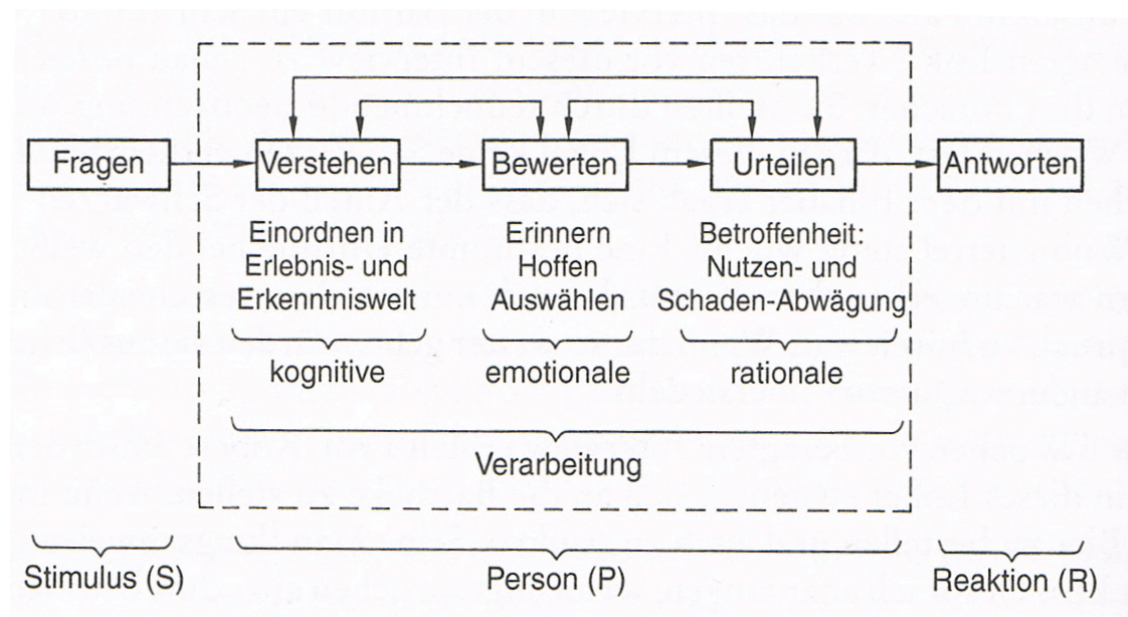 Fragen
Verstehen
Bewerten
Urteilen
Antworten
Einordnen in
Erlebnis- und
Erkenntniswelt
Erinnern
Hoffen
Auswählen
Betroffenheit:
Nutzen- und
Schaden-Abwägung
kognitive
emotionale
rationale
Verarbeitung
Stimulus (S)
Person (P)
Reaktion (R)